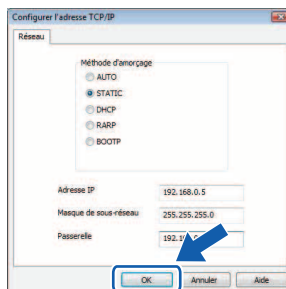 Configurer l'adresse TCP/IP
Réseau
Méthode d'amorçage
AUTO
STATIC
DHCP
RARP
BOOTP
Adresse IP 192.168.0.5
Masque de sous-réseau 255.255.255.0
Passerelle
OK Annuler Aide